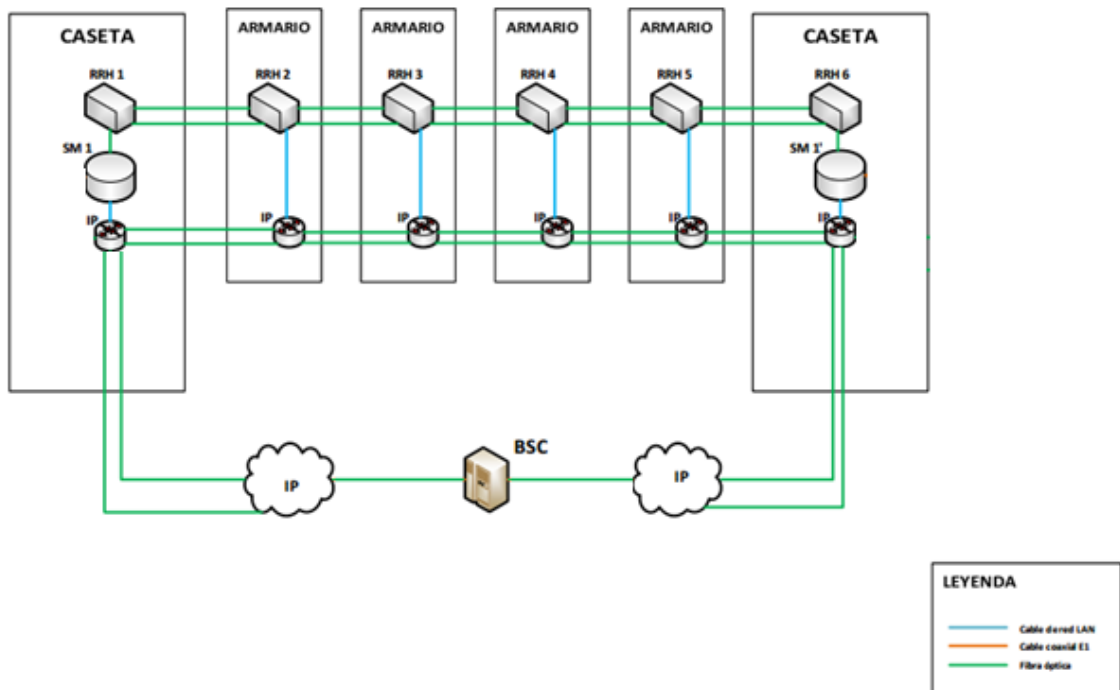 CASETA
ARMARIO
ARMARIO
ARMARIO
ARMARIO
CASETA
RRH 1
RRH 2
RRH 3
RRH 4
RRH 5
RRH 6
SM 1
SM 1'
IP
IP
IP
IP
IP
IP
BSC
IP
IP
LEYENDA
Cable de red LAN
Cable coaxial E1
Fibra óptica